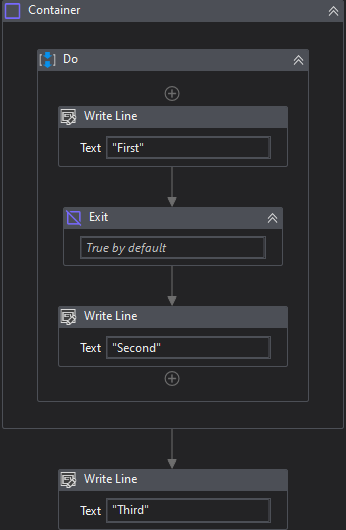 Container
Do
Write Line
Text "First"
Exit
True by default
Write Line
Text "Second"
Write Line
Text "Third"